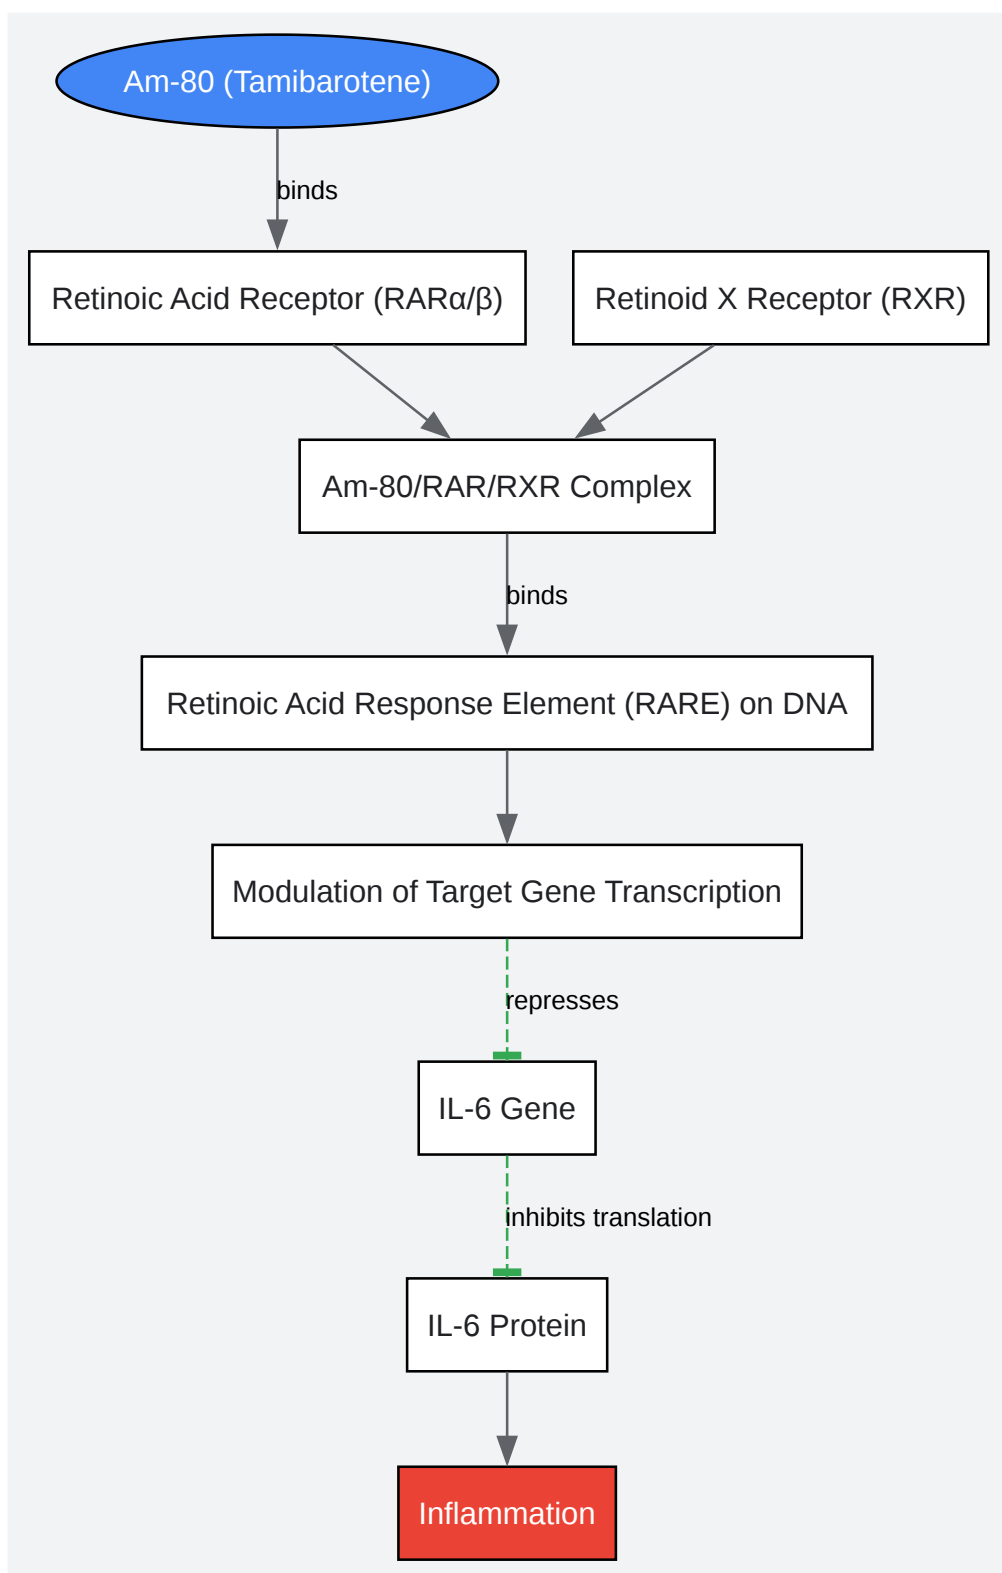 Am-80 (Tamibarotene)
binds
Retinoic Acid Receptor (RARα/β)
Retinoid X Receptor (RXR)
Am-80/RAR/RXR Complex
binds
Retinoic Acid Response Element (RARE) on DNA
Modulation of Target Gene Transcription
represses
IL-6 Gene
inhibits translation
IL-6 Protein
Inflammation